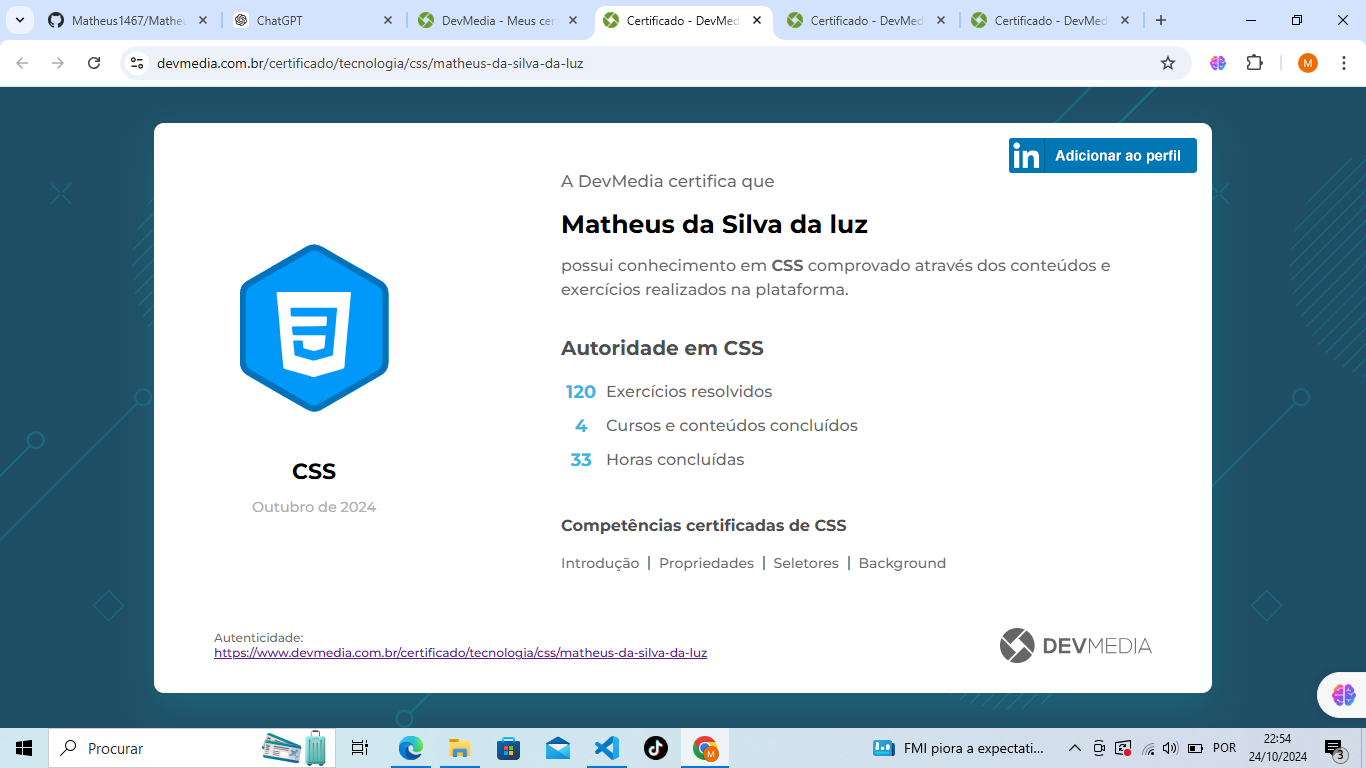 Matheus1467/Matheu
ChatGPT
DevMedia - Meus cer
Certificado - DevMed
Certificado - DevMed
Certificado - DevMed
devmedia.com.br/certificado/tecnologia/css/matheus-da-silva-da-luz
M
in Adicionar ao perfil
A DevMedia certifica que
Matheus da Silva da luz
possui conhecimento em CSS comprovado através dos conteúdos e
exercícios realizados na plataforma.
Autoridade em CSS
120 Exercícios resolvidos
4 Cursos e conteúdos concluídos
33 Horas concluídas
CSS
Outubro de 2024
Competências certificadas de CSS
Introdução | Propriedades | Seletores | Background
Autenticidade:
https://www.devmedia.com.br/certificado/tecnologia/css/matheus-da-silva-da-luz
DEVMEDIA
Procurar
M
FMI piora a expectati...
POR
22:54
24/10/2024
3